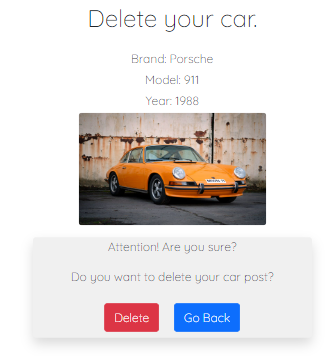 Delete your car.
Brand: Porsche
Model: 911
Year: 1988
Attention! Are you sure?
Do you want to delete your car post?
Delete Go Back